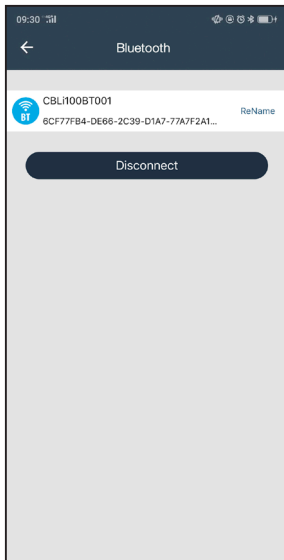 09:30
Bluetooth
CBLi100BT001
BT
6CF77FB4-DE66-2C39-D1A7-77A7F2A1...
ReName
Disconnect